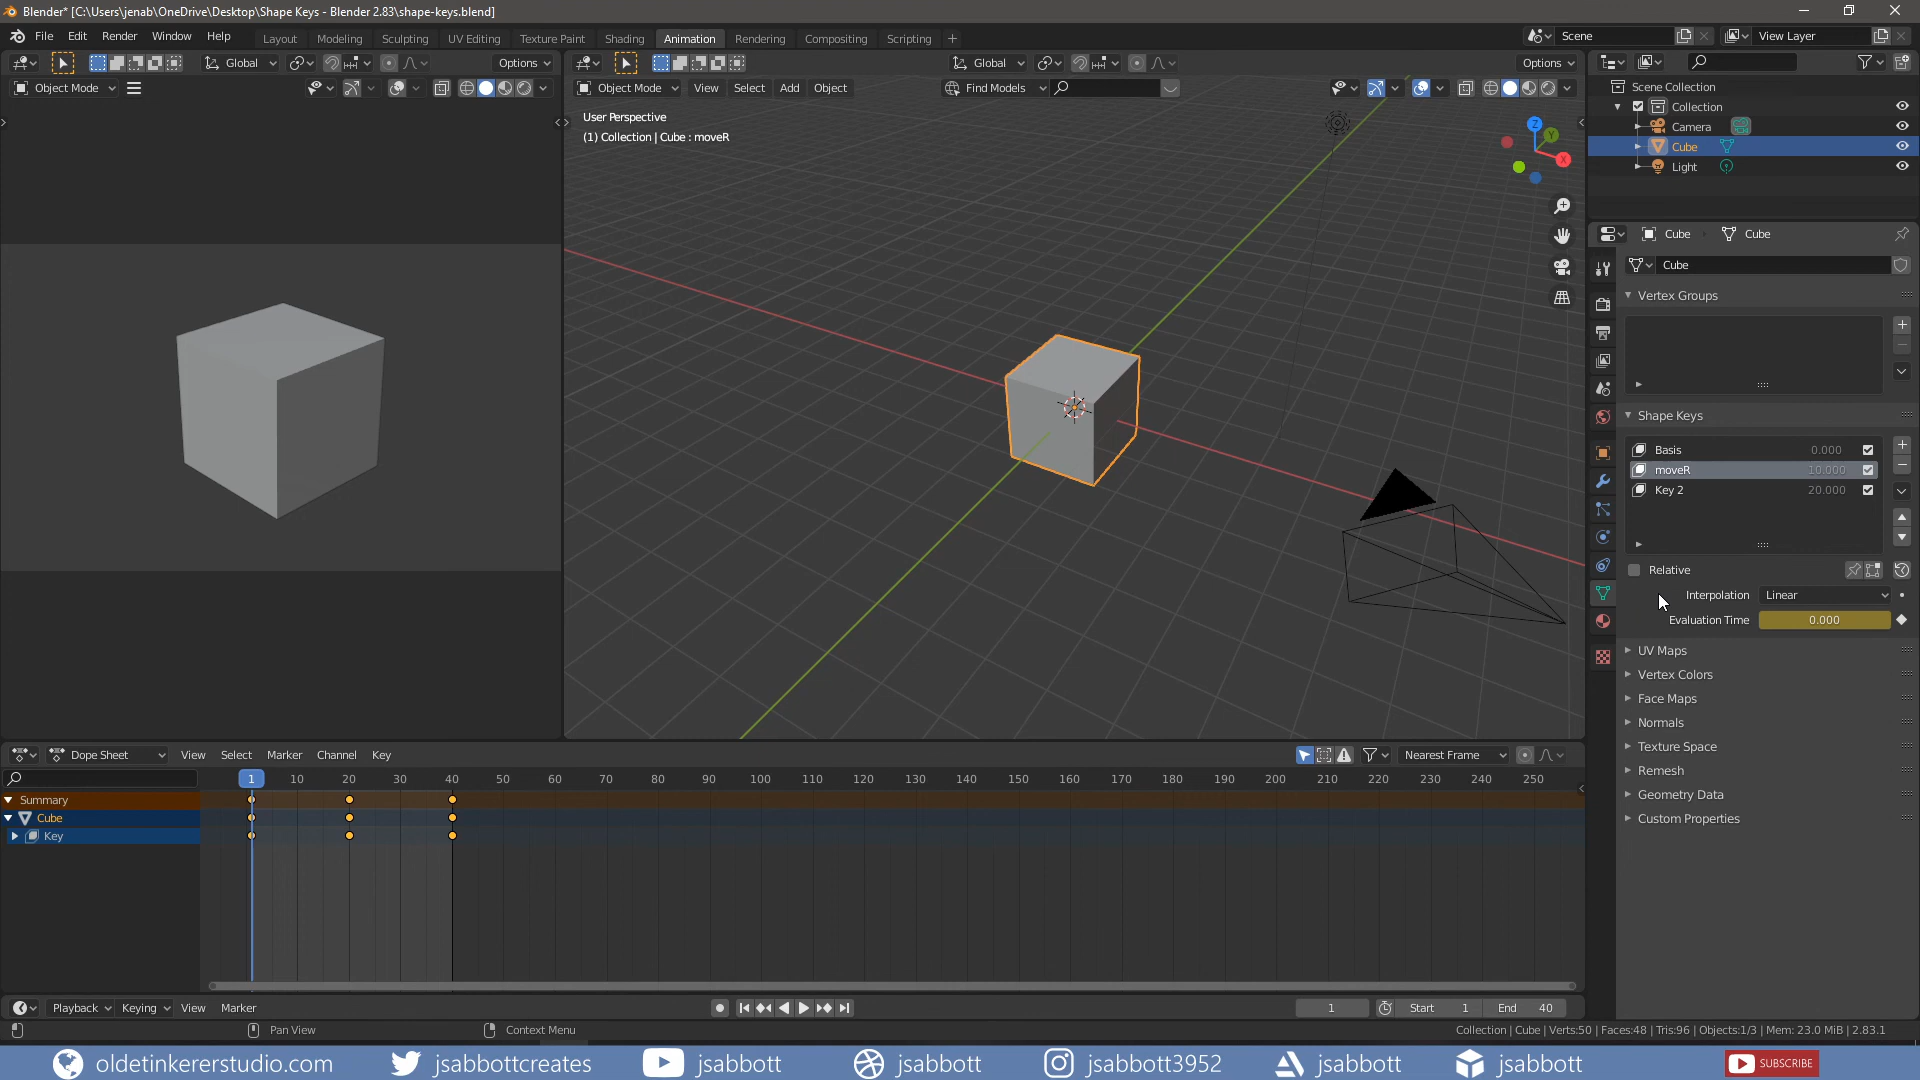 Blender* [C:\Users\jenab\OneDrive\Desktop\Shape Keys - Blender 2.83\shape-keys.blend]
File Edit Render Window Help Layout Modeling Sculpting UV Editing Texture Paint Shading Animation Rendering Compositing Scripting + Scene View Layer
Global Options Global Options
Object Mode Object Mode View Select Add Object Find Models
User Perspective
(1) Collection | Cube : moveR
Z Y X
Scene Collection
Collection
Camera
Cube
Light
Cube Cube
Cube
Vertex Groups
Shape Keys
Basis 0.000
moveR 10.000
Key 2 20.000
Relative
Interpolation Linear
Evaluation Time 0.000
UV Maps
Vertex Colors
Face Maps
Normals
Texture Space
Remesh
Geometry Data
Custom Properties
Dope Sheet View Select Marker Channel Key Nearest Frame
1 10 20 30 40 50 60 70 80 90 100 110 120 130 140 150 160 170 180 190 200 210 220 230 240 250
Summary
Cube
Key
Playback Keying View Marker 1 Start 1 End 40
Pan View Context Menu Collection | Cube | Verts:50 | Faces:48 | Tris:96 | Objects:1/3 | Mem: 23.0 MiB | 2.83.1
oldetinkererstudio.com jsabbottcreates jsabbott jsabbott jsabbott3952 jsabbott jsabbott SUBSCRIBE